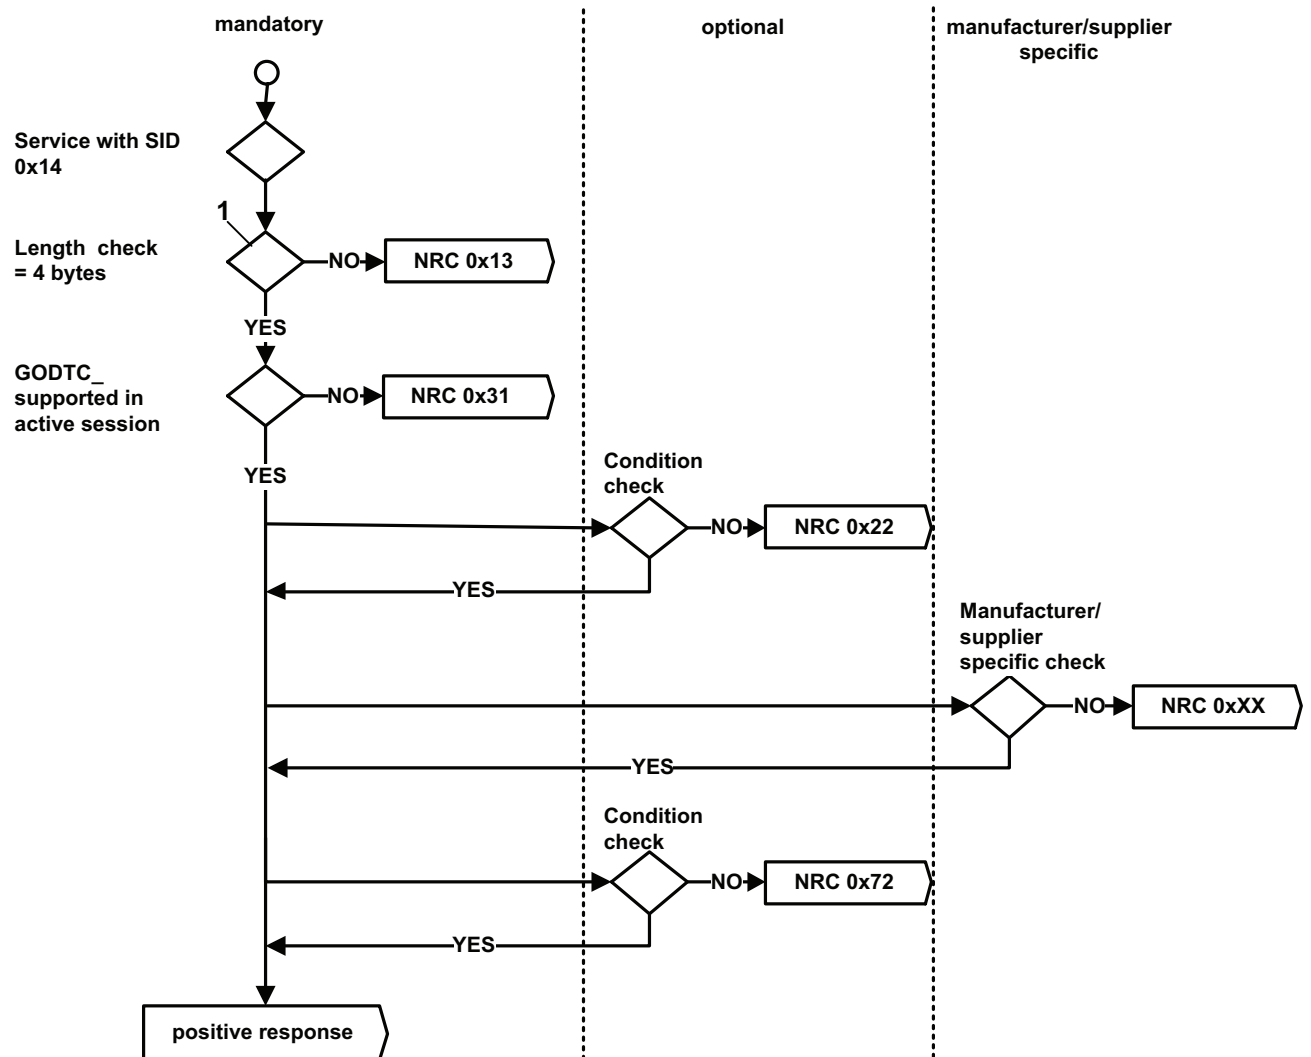 mandatory
optional
manufacturer/supplier
specific
Service with SID
0x14
1
Length check
= 4 bytes
NO
NRC 0x13
YES
GODTC_
supported in
active session
NO
NRC 0x31
YES
Condition
check
NO
NRC 0x22
YES
Manufacturer/
supplier
specific check
NO
NRC 0xXX
YES
Condition
check
NO
NRC 0x72
YES
positive response